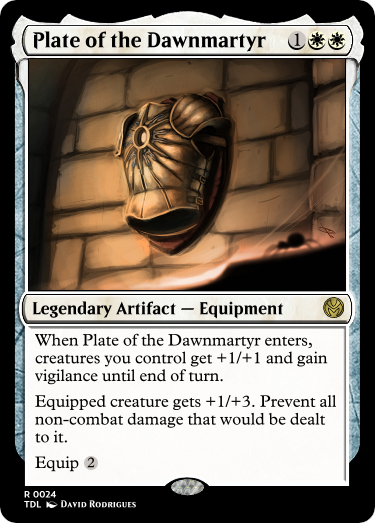 Plate of the Dawnmartyr 1
Legendary Artifact — Equipment
When Plate of the Dawnmartyr enters,
creatures you control get +1/+1 and gain
vigilance until end of turn.
Equipped creature gets +1/+3. Prevent all
non-combat damage that would be dealt
to it.
Equip 2
R 0024
TDL David Rodrigues